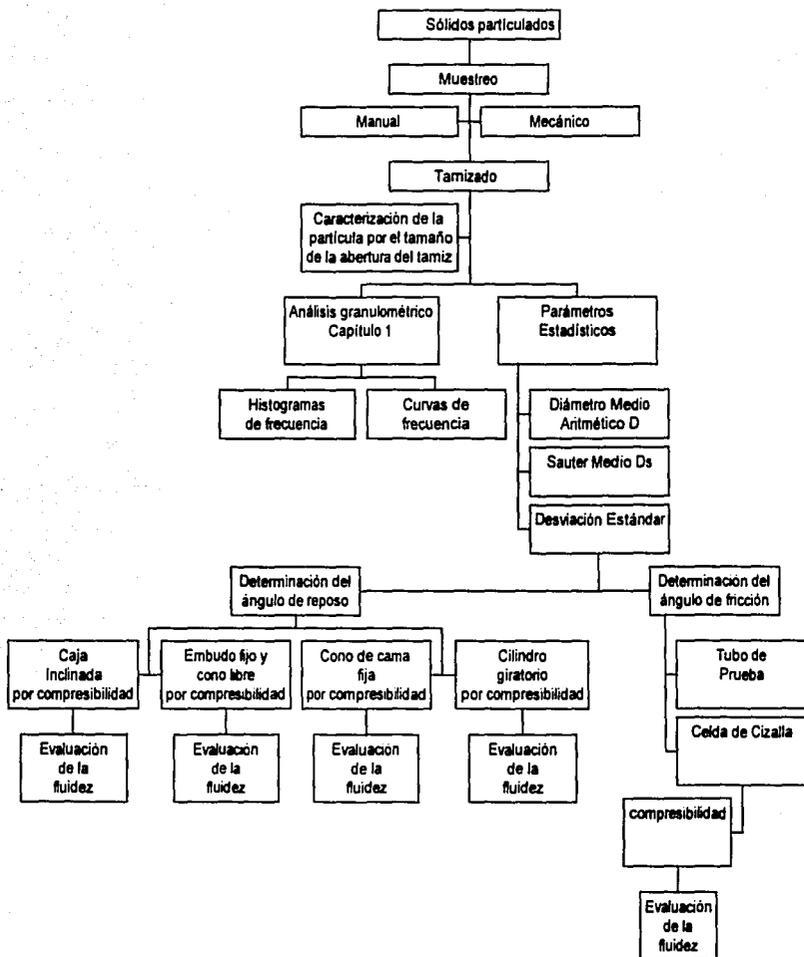 Sólidos particulados
Muestreo
Manual
Mecánico
Tamizado
Caracterización de la
partícula por el tamaño
de la abertura del tamiz
Análisis granulométrico
Capítulo 1
Parámetros
Estadísticos
Histogramas
de frecuencia
Curvas de
frecuencia
Diámetro Medio
Aritmético D
Sauter Medio Ds
Desviación Estándar
Determinación del
ángulo de reposo
Determinación del
ángulo de fricción
Caja
Inclinada
por compresibilidad
Embudo fijo y
cono libre
por compresibilidad
Cono de cama
fija
por compresibilidad
Cilindro
giratorio
por compresibilidad
Tubo de
Prueba
Evaluación
de la
fluidez
Evaluación
de la
fluidez
Evaluación
de la
fluidez
Evaluación
de la
fluidez
Celda de Cizalla
compresibilidad
Evaluación
de la
fluidez